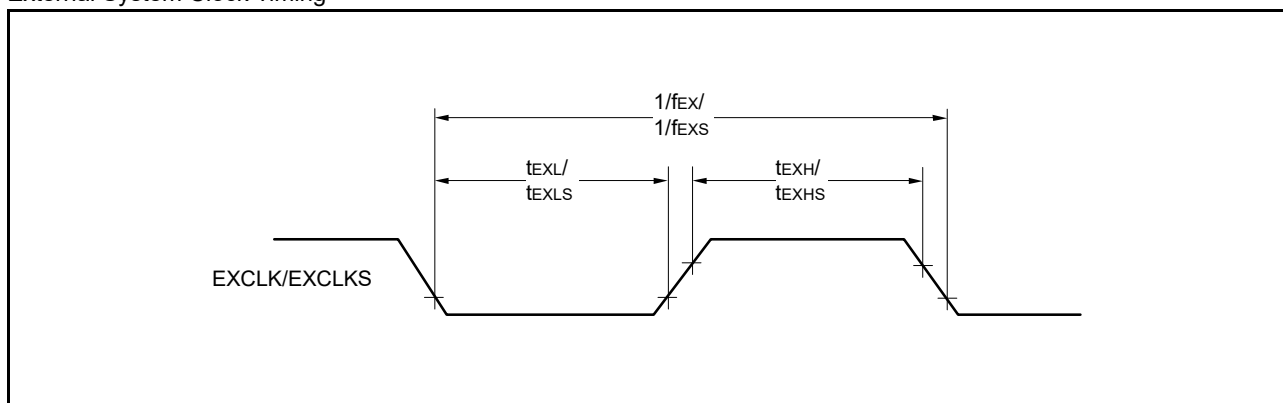 External System Clock Timing
1/fEX/
1/fEXS
tEXL/
tEXLS
tEXH/
tEXHS
EXCLK/EXCLKS